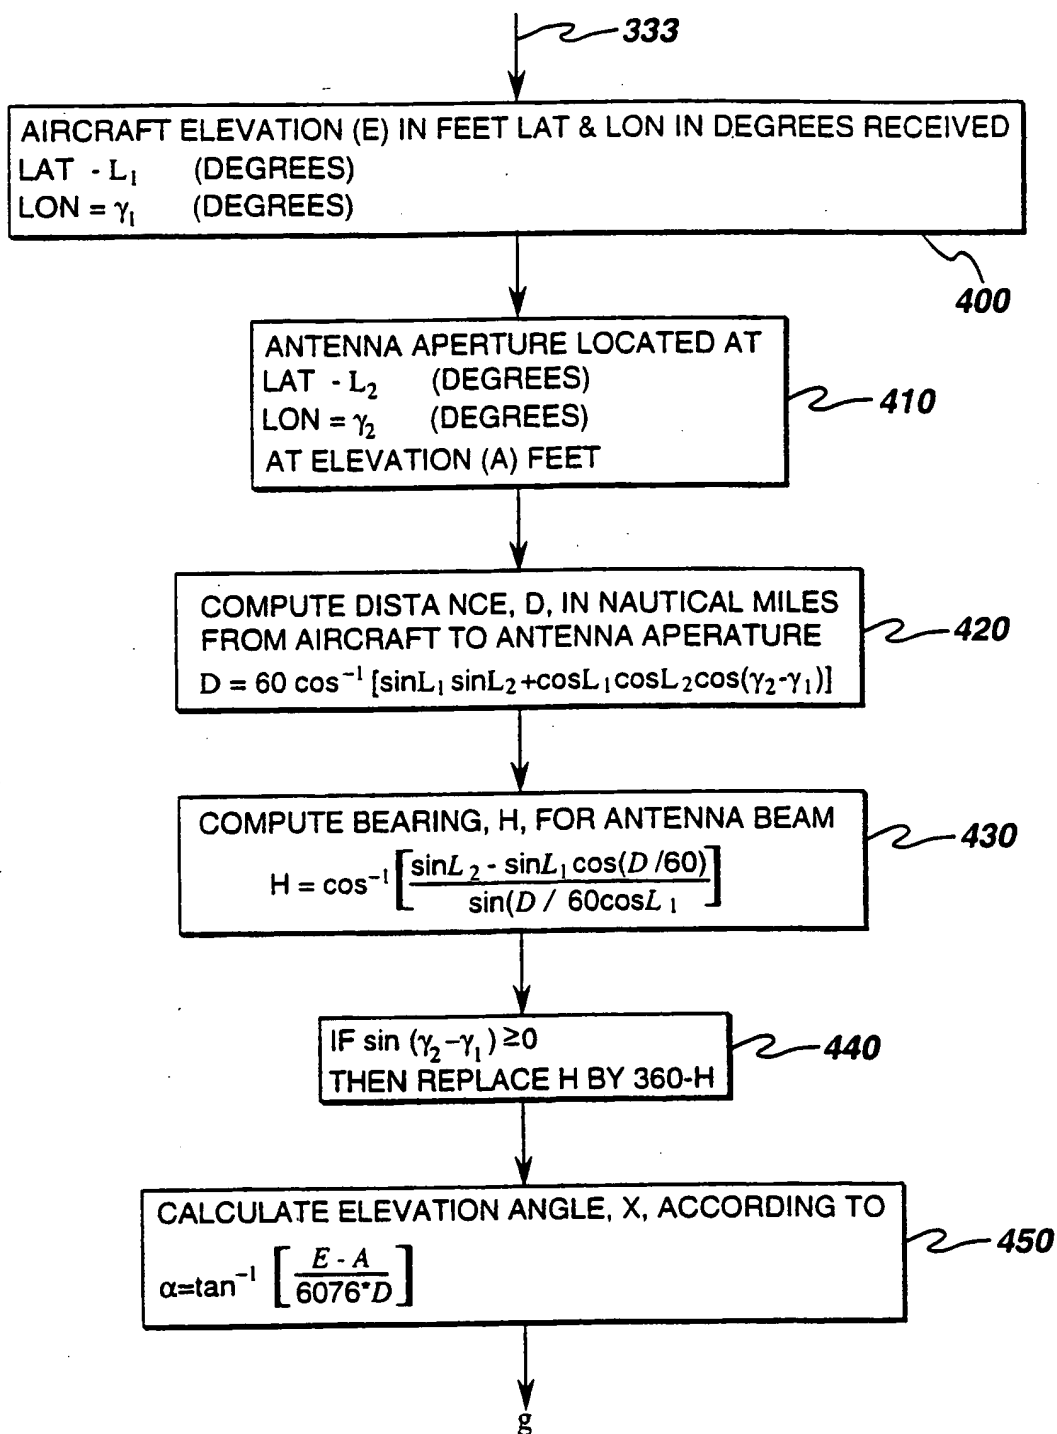 333
AIRCRAFT ELEVATION (E) IN FEET LAT & LON IN DEGREES RECEIVED
LAT - L₁ (DEGREES)
LON = γ₁ (DEGREES)
400
ANTENNA APERTURE LOCATED AT
LAT - L₂ (DEGREES)
LON = γ₂ (DEGREES)
AT ELEVATION (A) FEET
410
COMPUTE DISTA NCE, D, IN NAUTICAL MILES
FROM AIRCRAFT TO ANTENNA APERATURE
D = 60 cos⁻¹ [sinL₁ sinL₂+cosL₁cosL₂cos(γ₂-γ₁)]
420
COMPUTE BEARING, H, FOR ANTENNA BEAM
H = cos⁻¹ [sinL₂ - sinL₁ cos(D /60)
sin(D / 60cosL₁]
430
IF sin (γ₂–γ₁) ≥0
THEN REPLACE H BY 360-H
440
CALCULATE ELEVATION ANGLE, X, ACCORDING TO
α=tan⁻¹ [E - A
6076*D]
450
g